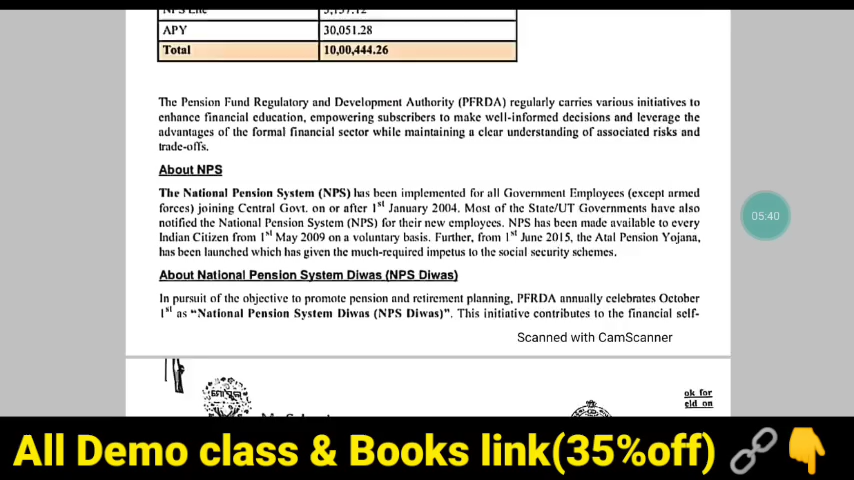 APY 30,051.28
Total 10,00,444.26
The Pension Fund Regulatory and Development Authority (PFRDA) regularly carries various initiatives to
enhance financial education, empowering subscribers to make well-informed decisions and leverage the
advantages of the formal financial sector while maintaining a clear understanding of associated risks and
trade-offs.
About NPS
The National Pension System (NPS) has been implemented for all Government Employees (except armed
forces) joining Central Govt. on or after 1st January 2004. Most of the State/UT Governments have also
notified the National Pension System (NPS) for their new employees. NPS has been made available to every
Indian Citizen from 1st May 2009 on a voluntary basis. Further, from 1st June 2015, the Atal Pension Yojana,
has been launched which has given the much-required impetus to the social security schemes.
05:40
About National Pension System Diwas (NPS Diwas)
In pursuit of the objective to promote pension and retirement planning, PFRDA annually celebrates October
1st as “National Pension System Diwas (NPS Diwas)”. This initiative contributes to the financial self-
Scanned with CamScanner
ok for
eld on
All Demo class & Books link(35%off) 🔗👇